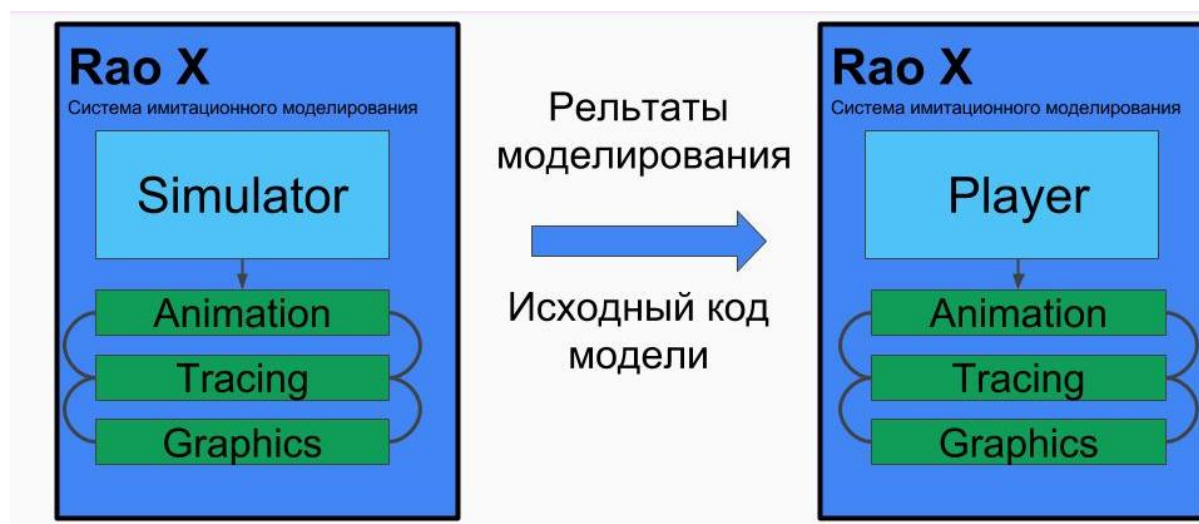 Rao X
Система имитационного моделирования
Simulator
Animation
Tracing
Graphics
Рельтаты
моделирования
Исходный код
модели
Rao X
Система имитационного моделирования
Player
Animation
Tracing
Graphics